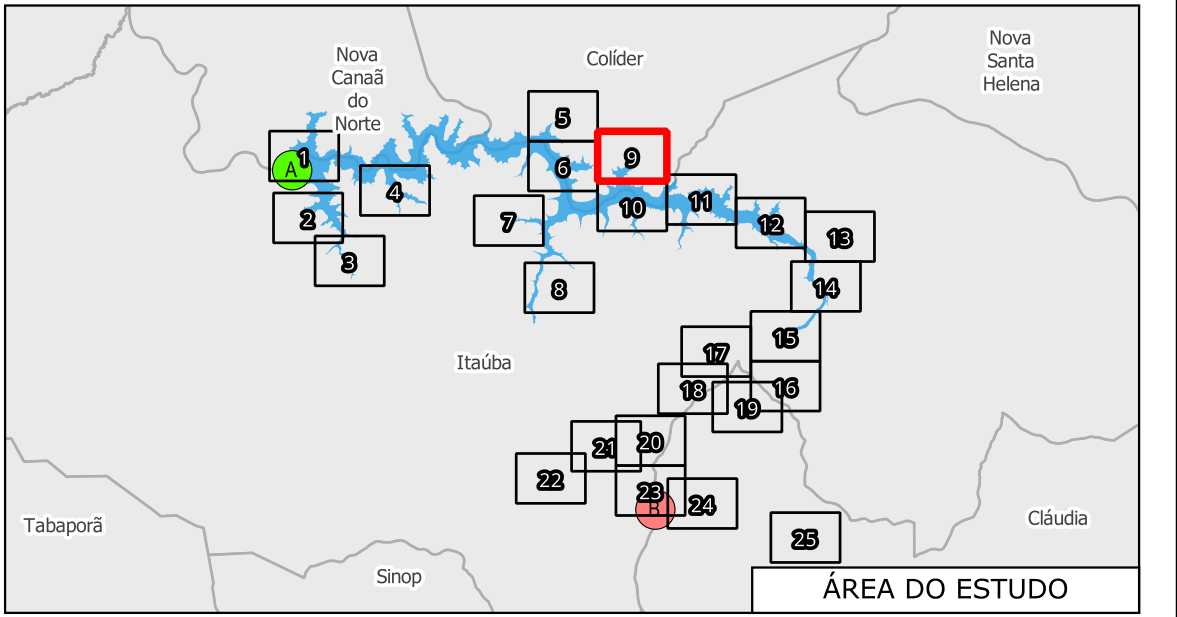 Nova
Canaã
do
Norte
Colíder
Nova
Santa
Helena
5
1
9
A
6
4
11
10
2
7
12
13
3
8
14
15
17
Itaúba
18
16
19
20
21
22
23
24
B
Tabaporã
Cláudia
25
Sinop
ÁREA DO ESTUDO